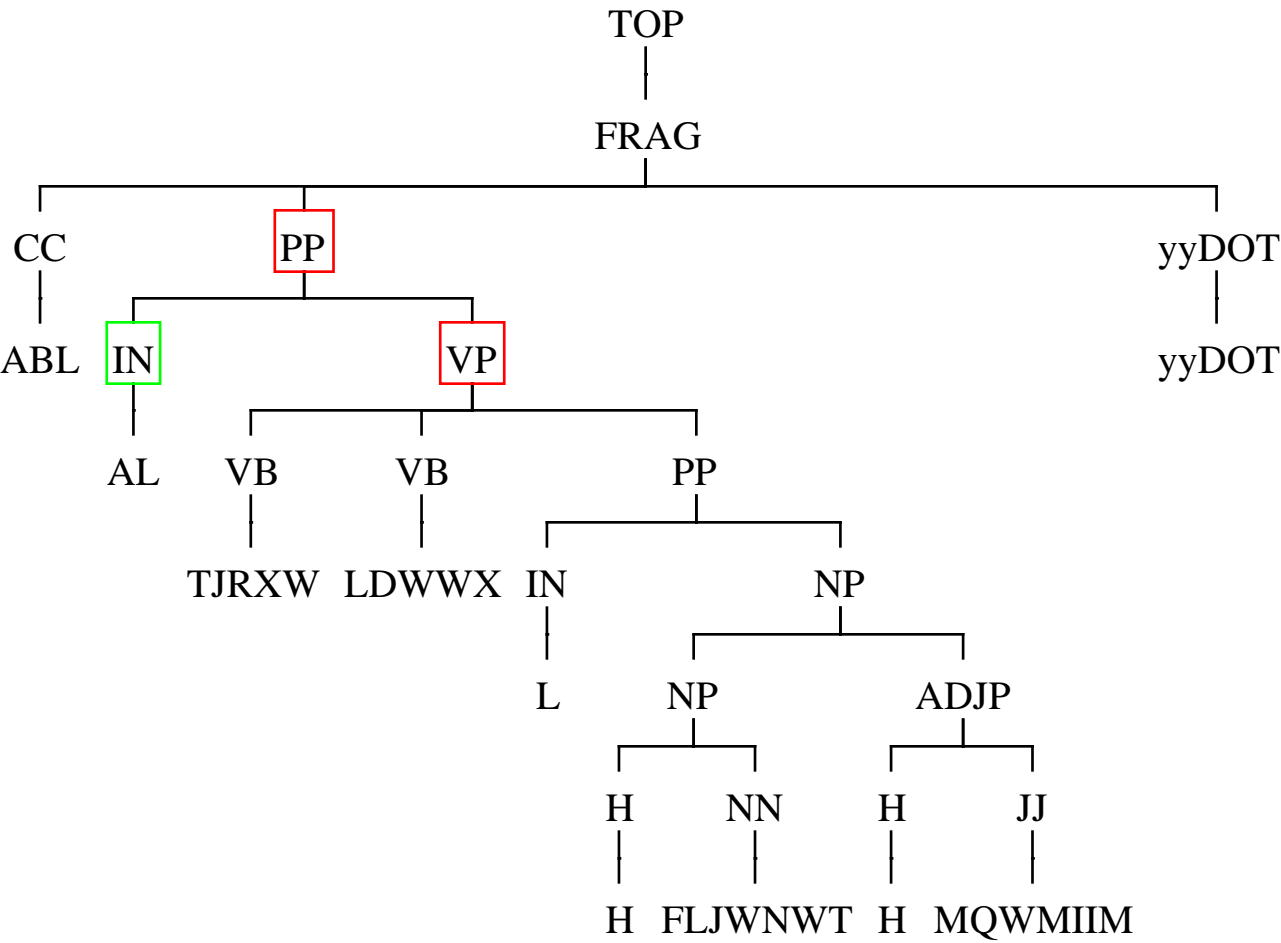 TOP
FRAG
CC PP yyDOT
ABL IN VP yyDOT
AL VB VB PP
TJRXW LDWWX IN NP
L NP ADJP
H NN H JJ
H FLJWNWT H MQWMIIM